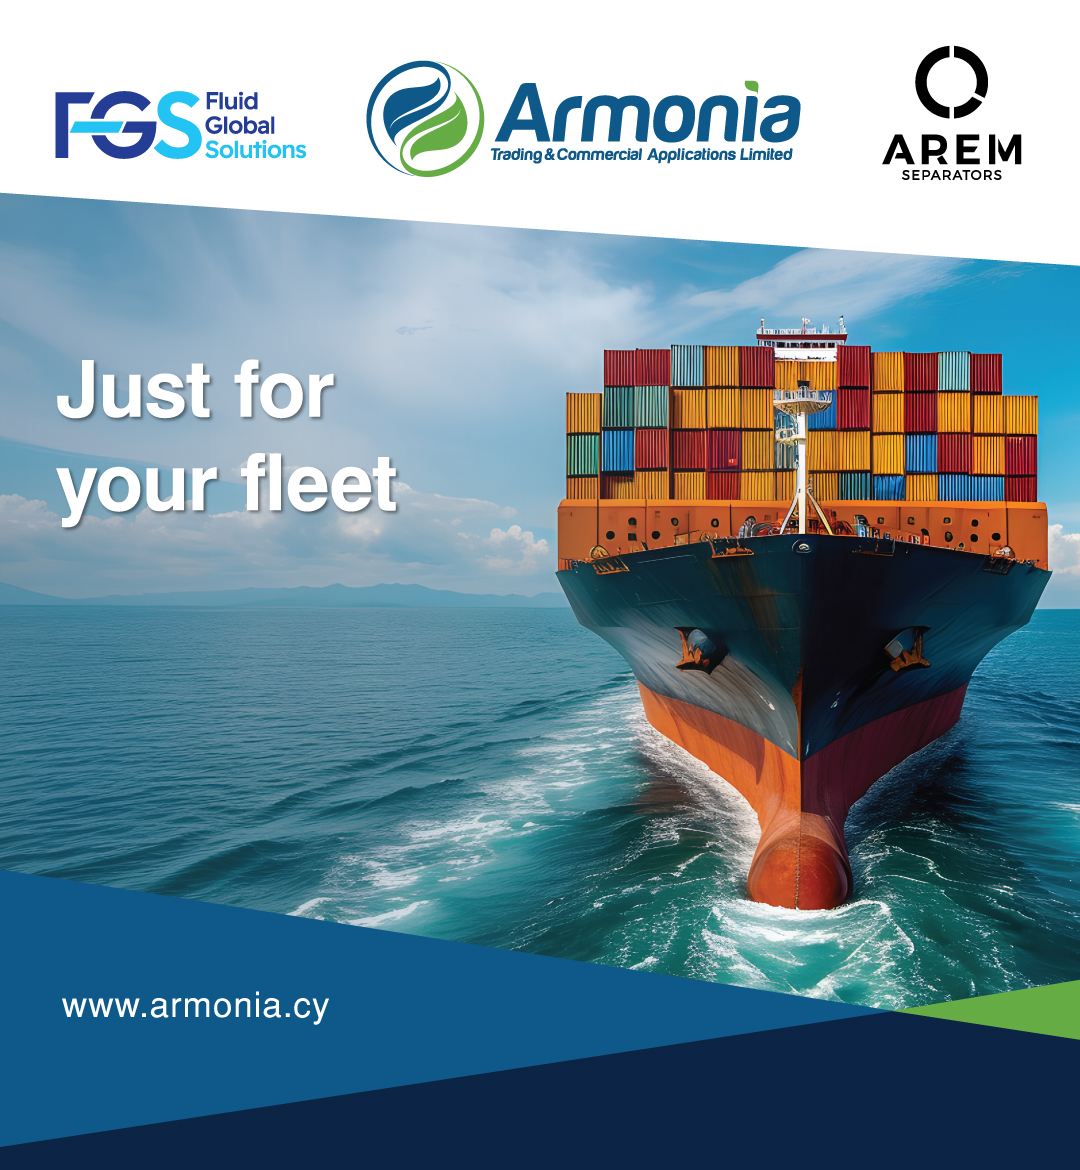 FGS
Fluid
Global
Solutions
Armonia
Trading & Commercial Applications Limited
AREM
SEPARATORS
Just for
your fleet
www.armonia.cy